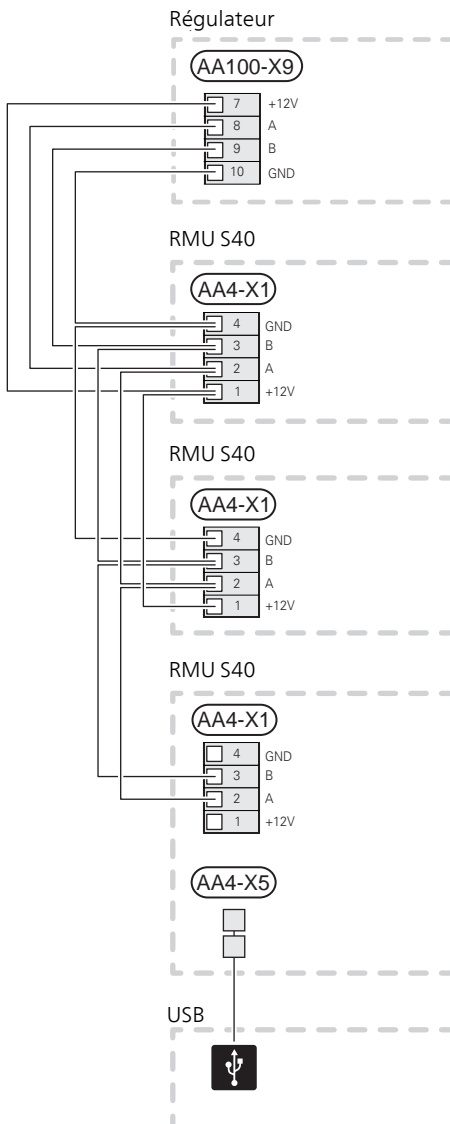 Régulateur
AA100-X9
7 +12V
8 A
9 B
10 GND
RMU S40
AA4-X1
4 GND
3 B
2 A
1 +12V
RMU S40
AA4-X1
4 GND
3 B
2 A
1 +12V
RMU S40
AA4-X1
4 GND
3 B
2 A
1 +12V
AA4-X5
USB